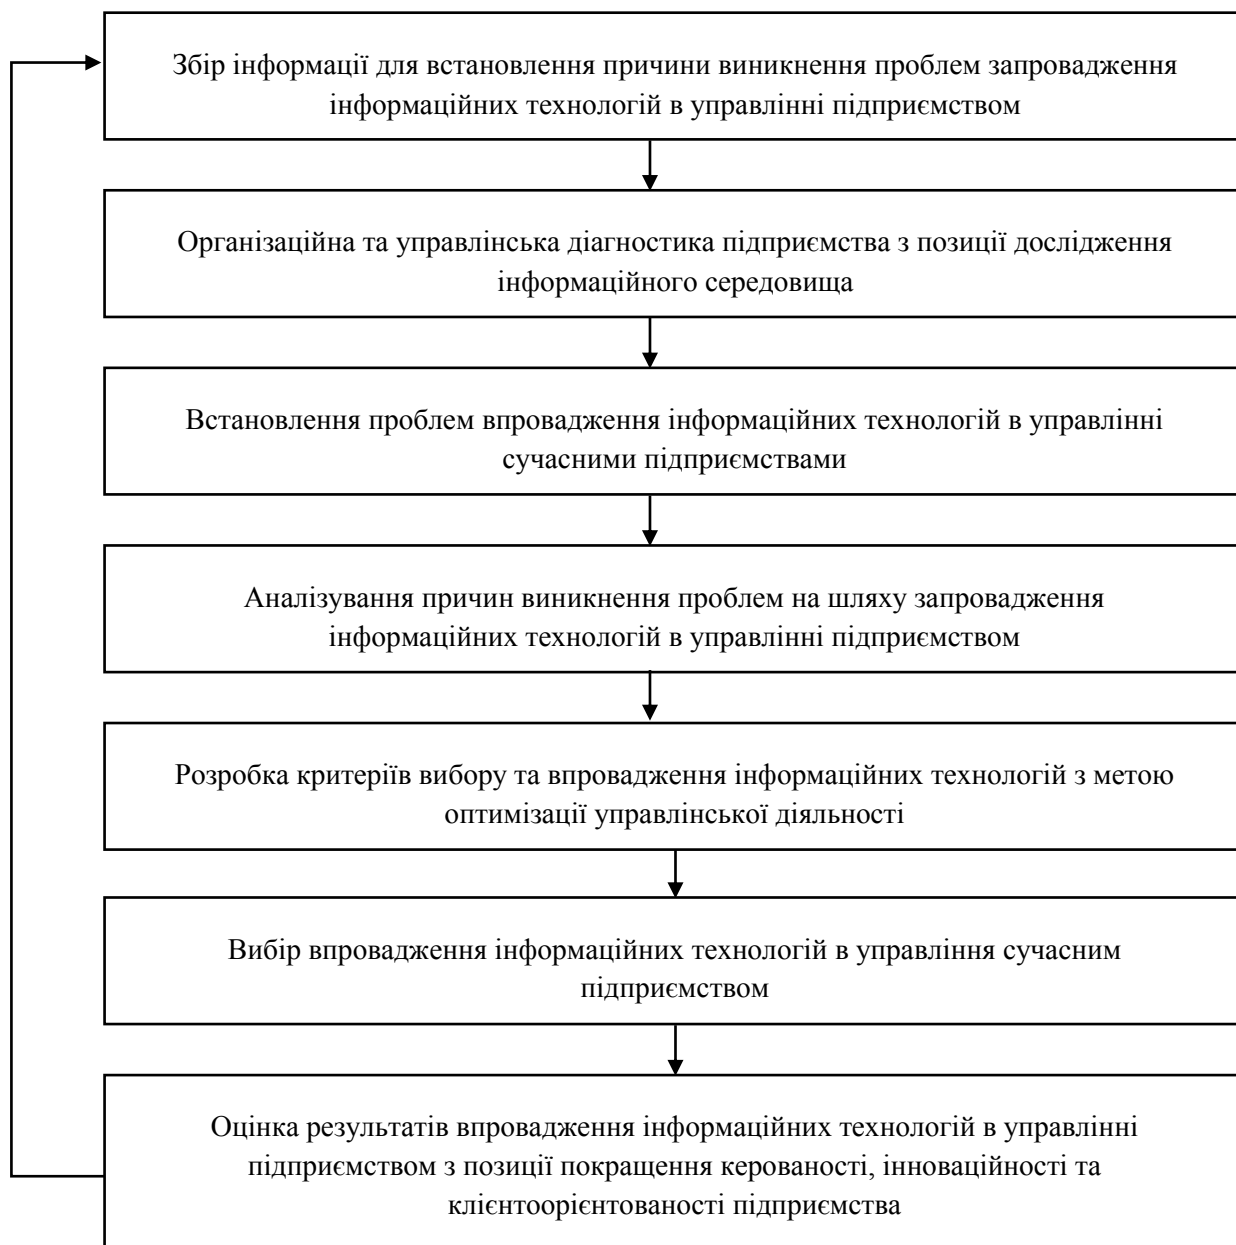 Збір інформації для встановлення причини виникнення проблем запровадження
інформаційних технологій в управлінні підприємством
Організаційна та управлінська діагностика підприємства з позиції дослідження
інформаційного середовища
Встановлення проблем впровадження інформаційних технологій в управлінні
сучасними підприємствами
Аналізування причин виникнення проблем на шляху запровадження
інформаційних технологій в управлінні підприємством
Розробка критеріїв вибору та впровадження інформаційних технологій з метою
оптимізації управлінської діяльності
Вибір впровадження інформаційних технологій в управління сучасним
підприємством
Оцінка результатів впровадження інформаційних технологій в управлінні
підприємством з позиції покращення керованості, інноваційності та
клієнтоорієнтованості підприємства